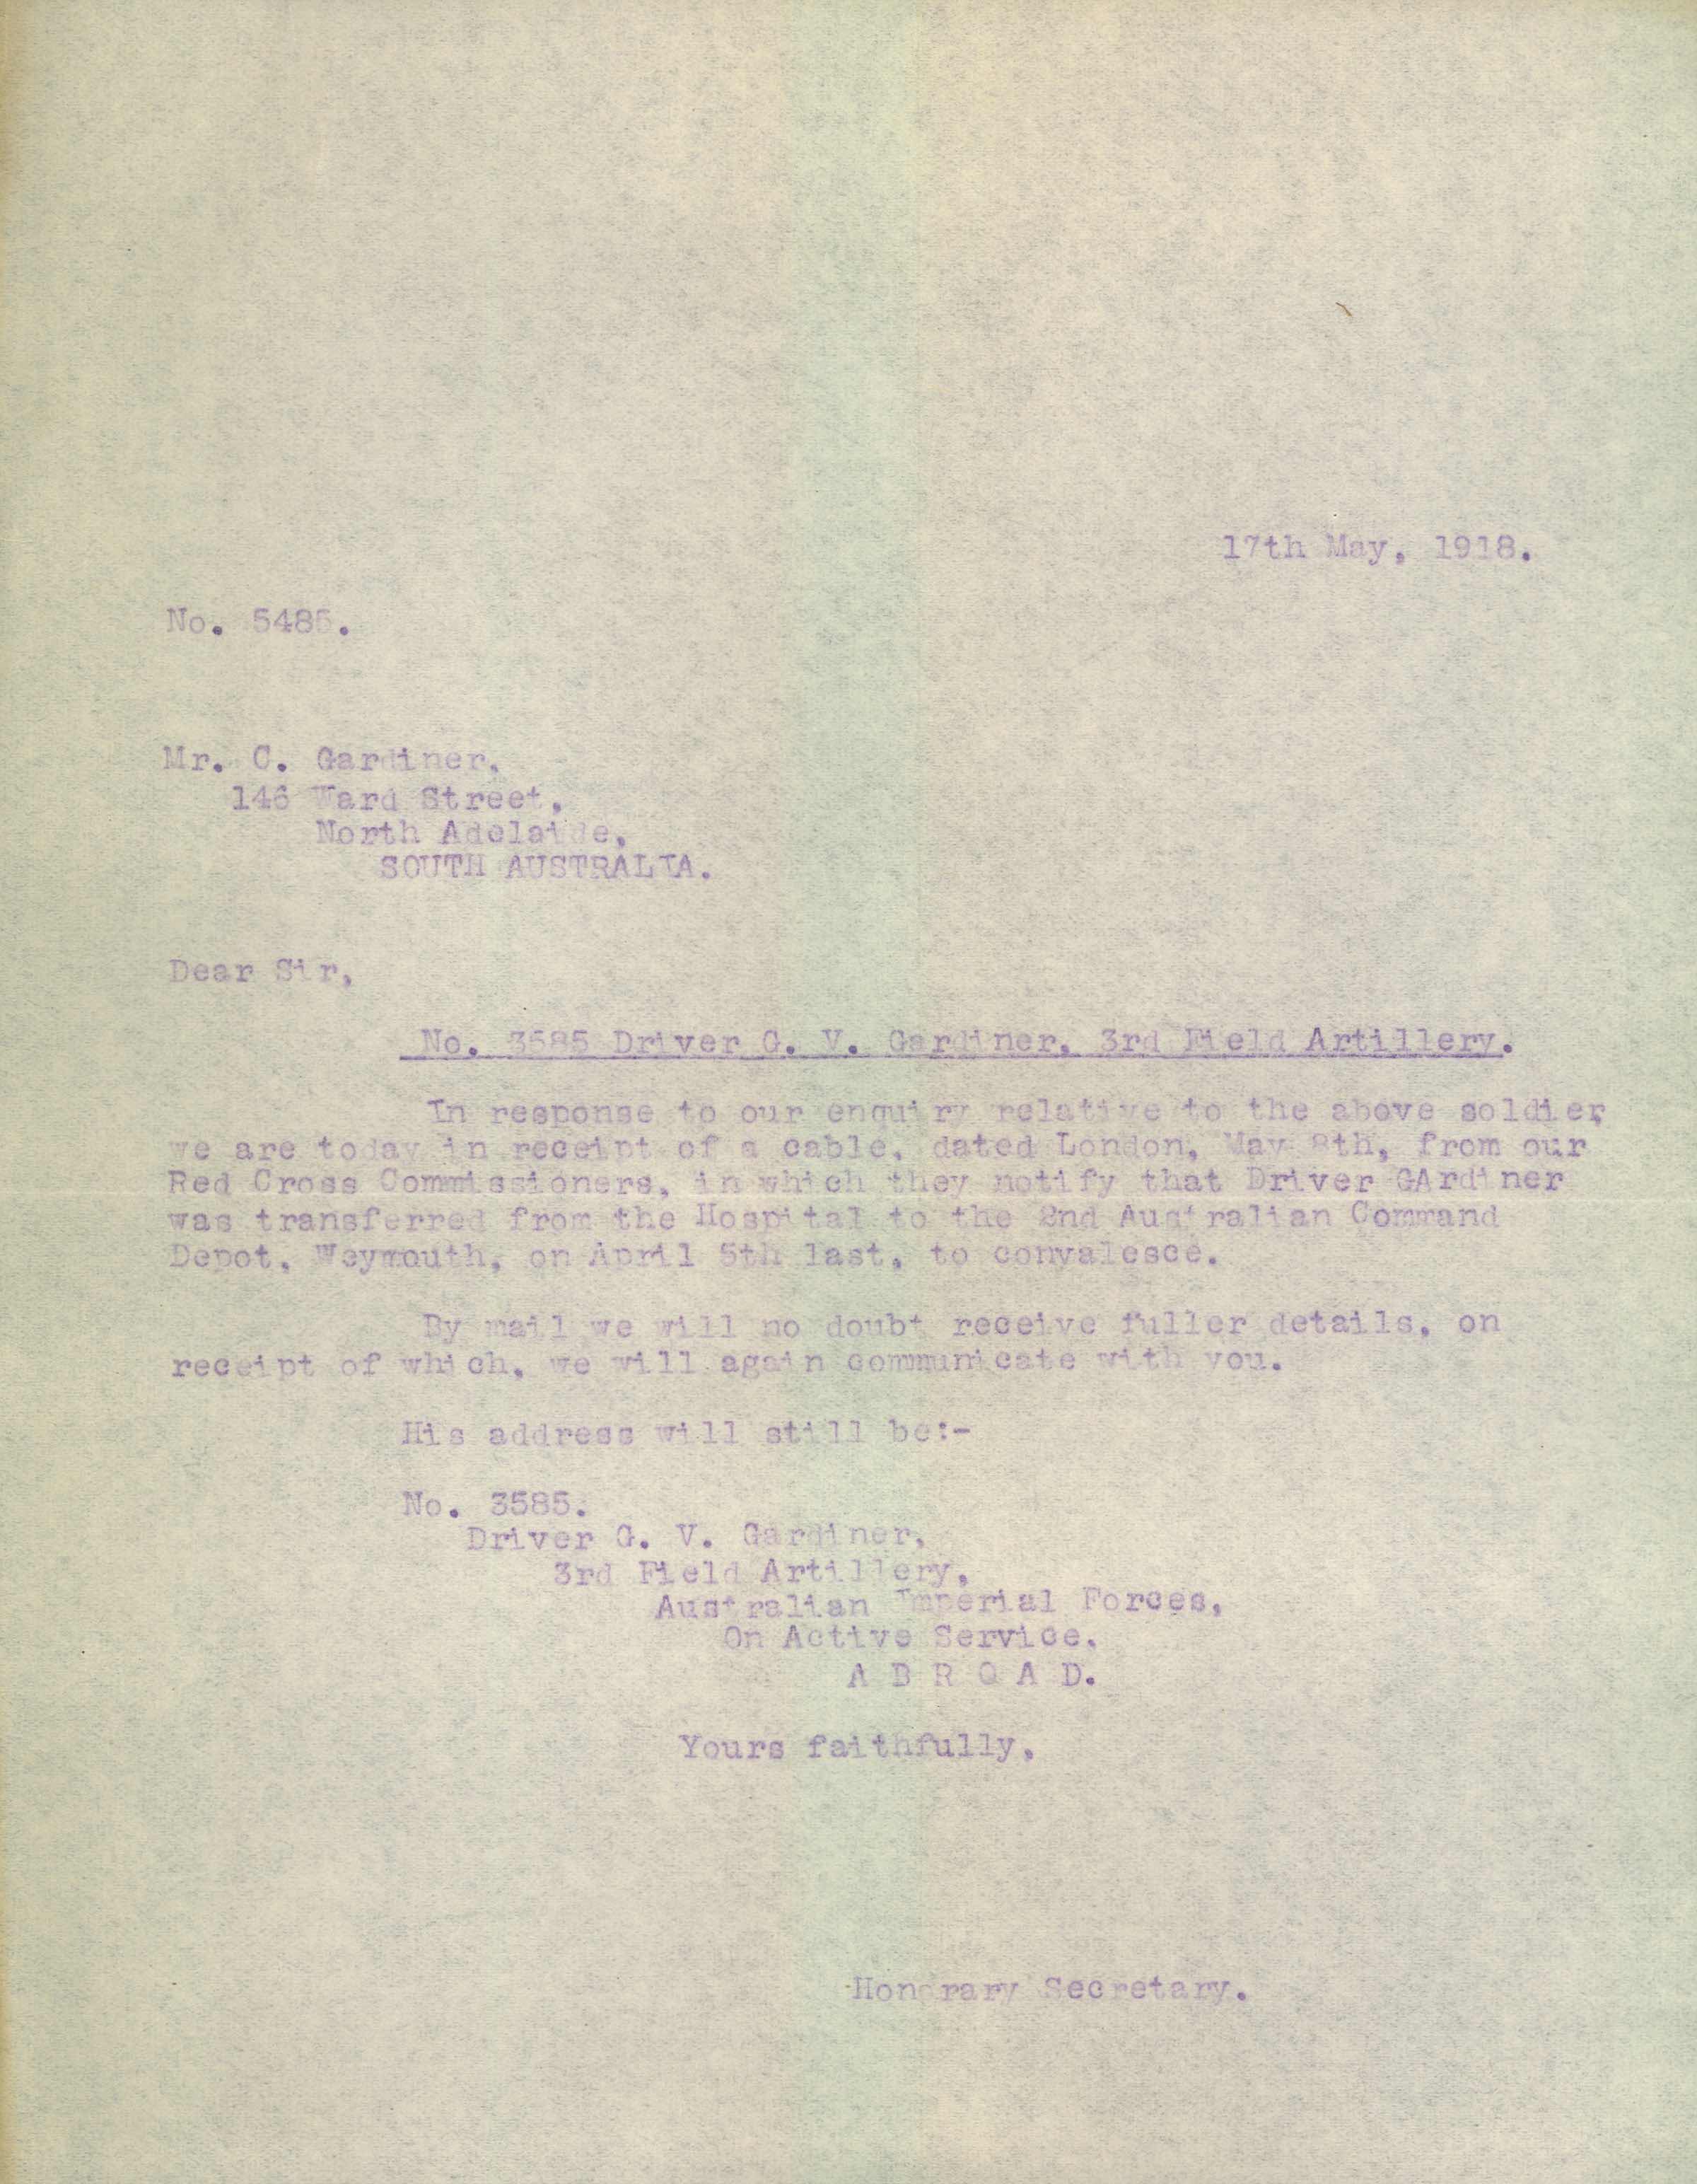 17th May, 1918.
No. 5485.
Mr. C. Gardiner,
146 Ward Street,
North Adelaide,
SOUTH AUSTRALIA.
Dear Sir,
No. 3585 Driver G. V. Gardiner, 3rd Field Artillery.
In response to our enquiry relative to the above soldier,
we are today in receipt of a cable, dated London, May 8th, from our
Red Cross Commissioners, in which they notify that Driver GArdiner
was transferred from the Hospital to the 2nd Australian Command
Depot, Weymouth, on April 5th last, to convalesce.
By mail we will no doubt receive fuller details, on
receipt of which, we will again communicate with you.
His address will still be:-
No. 3585.
Driver G. V. Gardiner,
3rd Field Artillery,
Australian Imperial Forces,
On Active Service,
A B R O A D.
Yours faithfully,
Honorary Secretary.